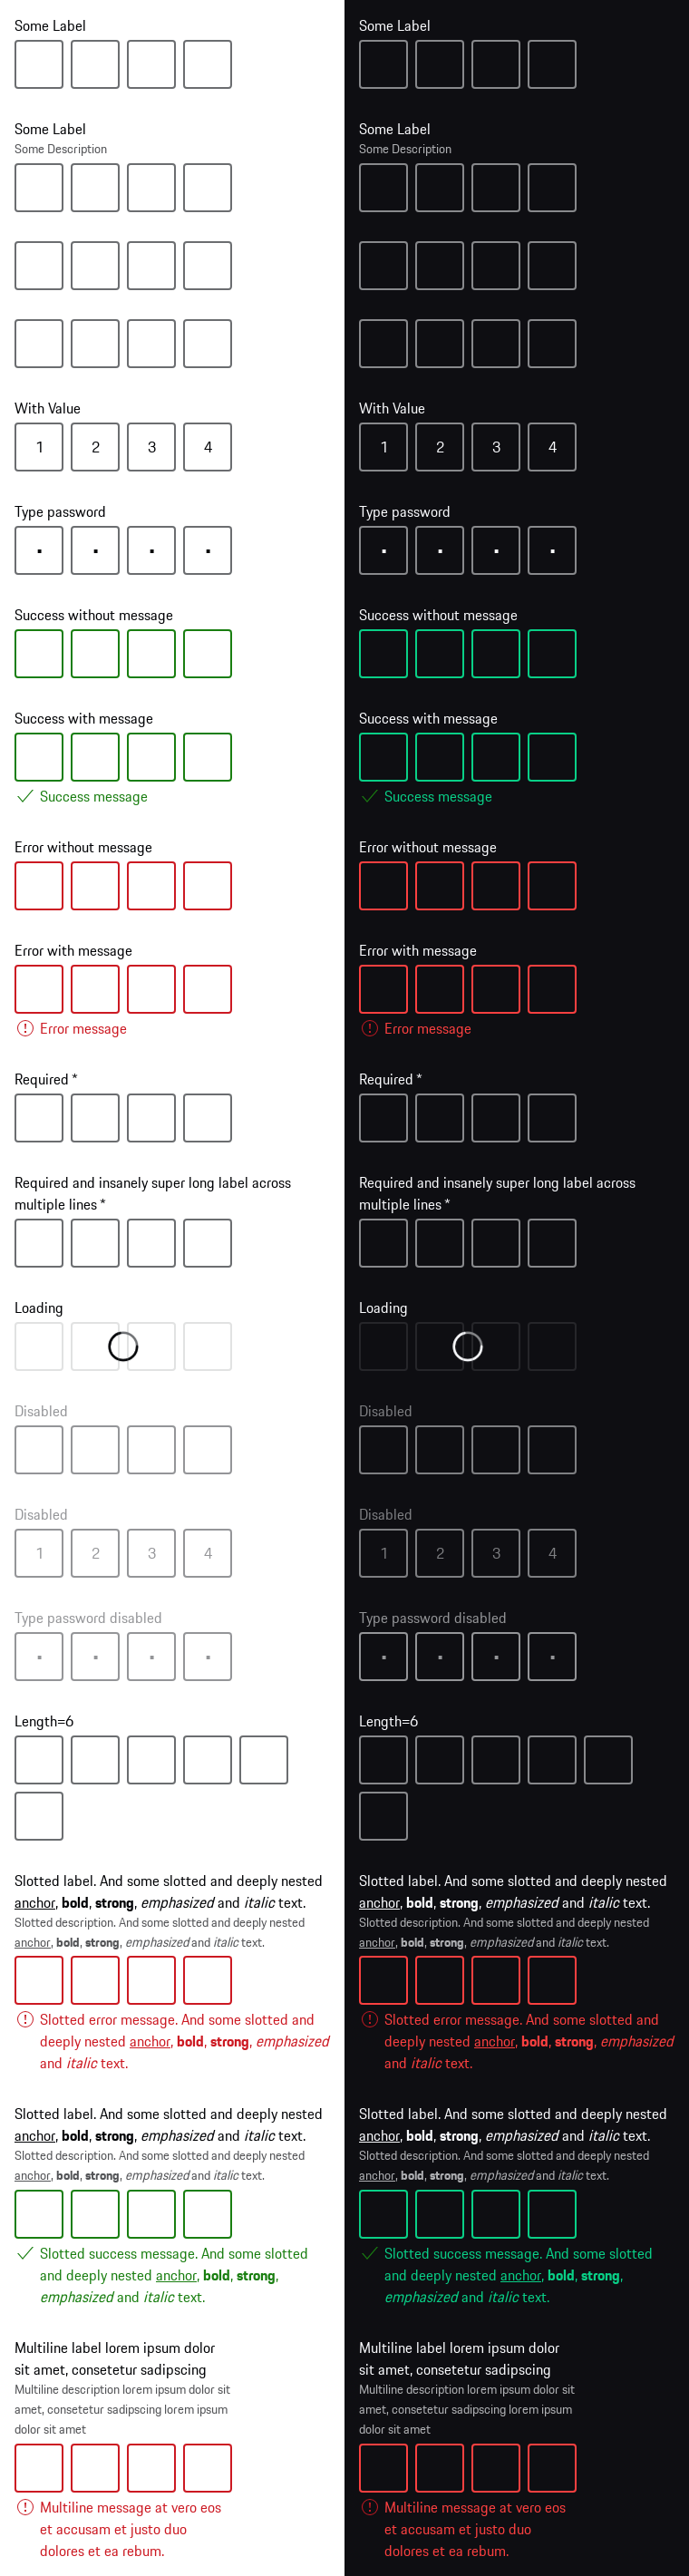 Some Label
Some Label
Some Description
With Value
1 2 3 4
Type password
Success without message
Success with message
Success message
Error without message
Error with message
Error message
Required *
Required and insanely super long label across
multiple lines *
Loading
Disabled
Disabled
1 2 3 4
Type password disabled
Length=6
Slotted label. And some slotted and deeply nested
anchor, bold, strong, emphasized and italic text.
Slotted description. And some slotted and deeply nested
anchor, bold, strong, emphasized and italic text.
Slotted error message. And some slotted and
deeply nested anchor, bold, strong, emphasized
and italic text.
Slotted label. And some slotted and deeply nested
anchor, bold, strong, emphasized and italic text.
Slotted description. And some slotted and deeply nested
anchor, bold, strong, emphasized and italic text.
Slotted success message. And some slotted
and deeply nested anchor, bold, strong,
emphasized and italic text.
Multiline label lorem ipsum dolor
sit amet, consetetur sadipscing
Multiline description lorem ipsum dolor sit
amet, consetetur sadipscing lorem ipsum
dolor sit amet
Multiline message at vero eos
et accusam et justo duo
dolores et ea rebum.
Some Label
Some Label
Some Description
With Value
1 2 3 4
Type password
Success without message
Success with message
Success message
Error without message
Error with message
Error message
Required *
Required and insanely super long label across
multiple lines *
Loading
Disabled
Disabled
1 2 3 4
Type password disabled
Length=6
Slotted label. And some slotted and deeply nested
anchor, bold, strong, emphasized and italic text.
Slotted description. And some slotted and deeply nested
anchor, bold, strong, emphasized and italic text.
Slotted error message. And some slotted and
deeply nested anchor, bold, strong, emphasized
and italic text.
Slotted label. And some slotted and deeply nested
anchor, bold, strong, emphasized and italic text.
Slotted description. And some slotted and deeply nested
anchor, bold, strong, emphasized and italic text.
Slotted success message. And some slotted
and deeply nested anchor, bold, strong,
emphasized and italic text.
Multiline label lorem ipsum dolor
sit amet, consetetur sadipscing
Multiline description lorem ipsum dolor sit
amet, consetetur sadipscing lorem ipsum
dolor sit amet
Multiline message at vero eos
et accusam et justo duo
dolores et ea rebum.